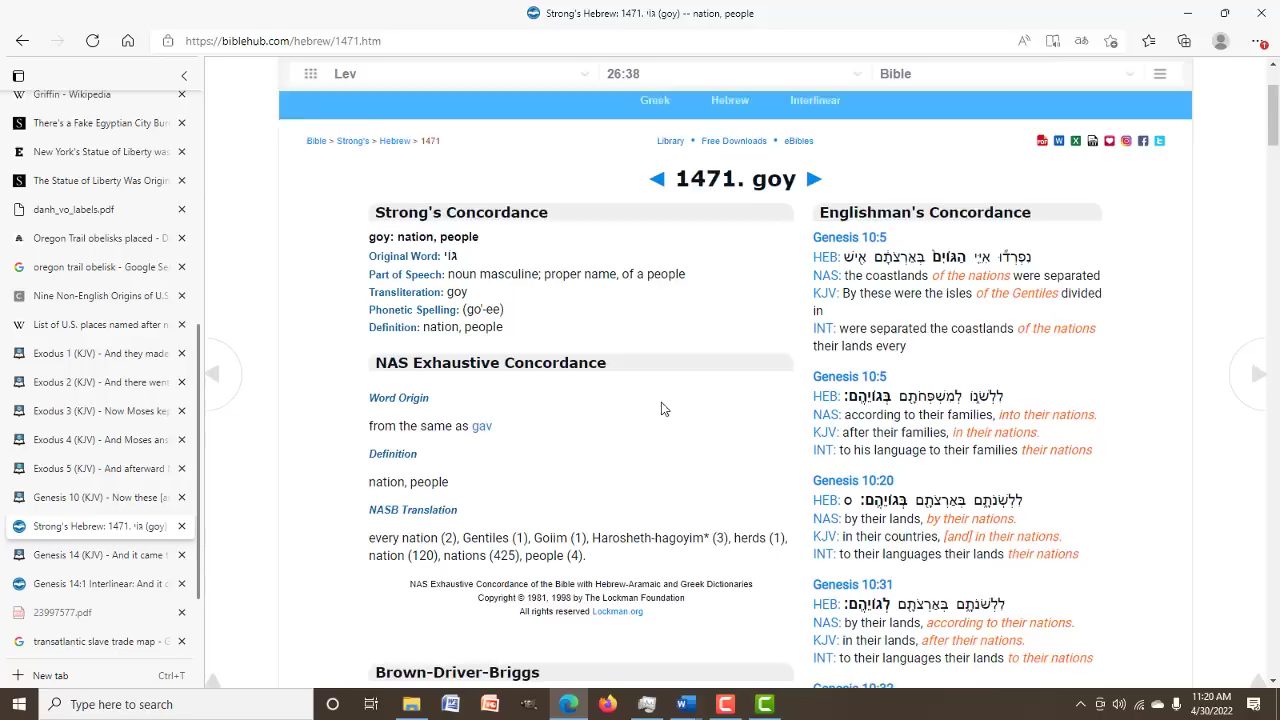 Strong's Hebrew: 1471. גּוֹי (goy) -- nation, people
https://biblehub.com/hebrew/1471.htm
Griffin - Wikipedia
There's a Fake Egyptian City Bur
New
of Liberty was
The Statue of Liberty Was Origin
danh_vo_labels.pdf
Oregon Trail obelisks placed - D
oregon trail obelisk - Google Se
Nine Non-English Origins of U.S
List of U.S. places named after n
Exodus 1 (KJV) - And they made
Exodus 2 (KJV) - And there went
Exodus 3 (KJV) - Now Moses kep
Exodus 4 (KJV) - And Moses ans
Exodus 5 (KJV) - And afterward
Genesis 10 (KJV) - Now these [ar
Strong's Hebrew: 1471. גּוֹי (goy)
Genesis 14 (KJV) - And it came t
Genesis 14:1 Interlinear: And it c
23997577.pdf
transatlantic slave trade map - G
New tab
Ctrl+T
Lev
26:38
Bible
Greek
Hebrew
Interlinear
Bible > Strong's > Hebrew > 1471
Library • Free Downloads • eBibles
◄ 1471. goy ►
Strong's Concordance
goy: nation, people
Original Word: גּוֹי
Part of Speech: noun masculine; proper name, of a people
Transliteration: goy
Phonetic Spelling: (go'-ee)
Definition: nation, people
NAS Exhaustive Concordance
Word Origin
from the same as gav
Definition
nation, people
NASB Translation
every nation (2), Gentiles (1), Goiim (1), Harosheth-hagoyim* (3), herds (1),
nation (120), nations (425), people (4).
NAS Exhaustive Concordance of the Bible with Hebrew-Aramaic and Greek Dictionaries
Copyright © 1981, 1998 by The Lockman Foundation
All rights reserved Lockman.org
Brown-Driver-Briggs
Englishman's Concordance
Genesis 10:5
HEB: נִפְרְד֞וּ אִיֵּ֤י הַגּוֹיִם֙ בְּאַרְצֹתָ֔ם אִ֖ישׁ
NAS: the coastlands of the nations were separated
KJV: By these were the isles of the Gentiles divided
in
INT: were separated the coastlands of the nations
their lands every
Genesis 10:5
HEB: לִלְשֹׁנ֑וֹ לְמִשְׁפְּחֹתָ֖ם בְּגוֹיֵהֶֽם׃
NAS: according to their families, into their nations.
KJV: after their families, in their nations.
INT: to his language to their families their nations
Genesis 10:20
HEB: לִלְשֹֽׁנֹתָ֑ם בְּאַרְצֹתָ֖ם בְּגוֹיֵהֶֽם׃ ס
NAS: by their lands, by their nations.
KJV: in their countries, [and] in their nations.
INT: to their languages their lands their nations
Genesis 10:31
HEB: לִלְשֹׁנֹתָ֑ם בְּאַרְצֹתָ֖ם לְגוֹיֵהֶֽם׃
NAS: by their lands, according to their nations.
KJV: in their lands, after their nations.
INT: to their languages their lands to their nations
Genesis 10:32
Type here to search
11:20 AM
4/30/2022